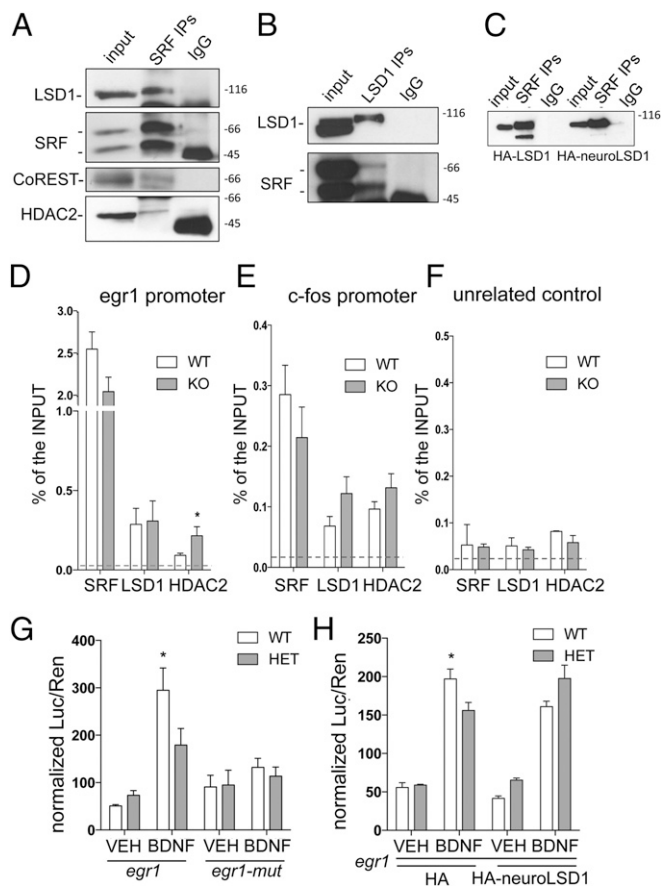 A
input
SRF IPs
IgG
LSD1-
-116
SRF
-66
-45
CoREST-
-66
HDAC2-
-45
B
input
LSD1 IPs
IgG
LSD1-
-116
SRF
-66
-45
C
input
SRF IPs
IgG
input
SRF IPs
IgG
-116
HA-LSD1
HA-neuroLSD1
D
egr1 promoter
% of the INPUT
3.0
2.5
2.0
1.0
0.5
0.0
WT
KO
*
SRF LSD1 HDAC2
E
c-fos promoter
% of the INPUT
0.4
0.3
0.2
0.1
0.0
WT
KO
SRF LSD1 HDAC2
F
unrelated control
% of the INPUT
0.5
0.4
0.3
0.2
0.1
0.0
WT
KO
SRF LSD1 HDAC2
G
normalized Luc/Ren
400
300
200
100
0
WT
HET
*
VEH BDNF VEH BDNF
egr1 egr1-mut
H
normalized Luc/Ren
250
200
150
100
50
0
WT
HET
*
VEH BDNF VEH BDNF
egr1
HA HA-neuroLSD1